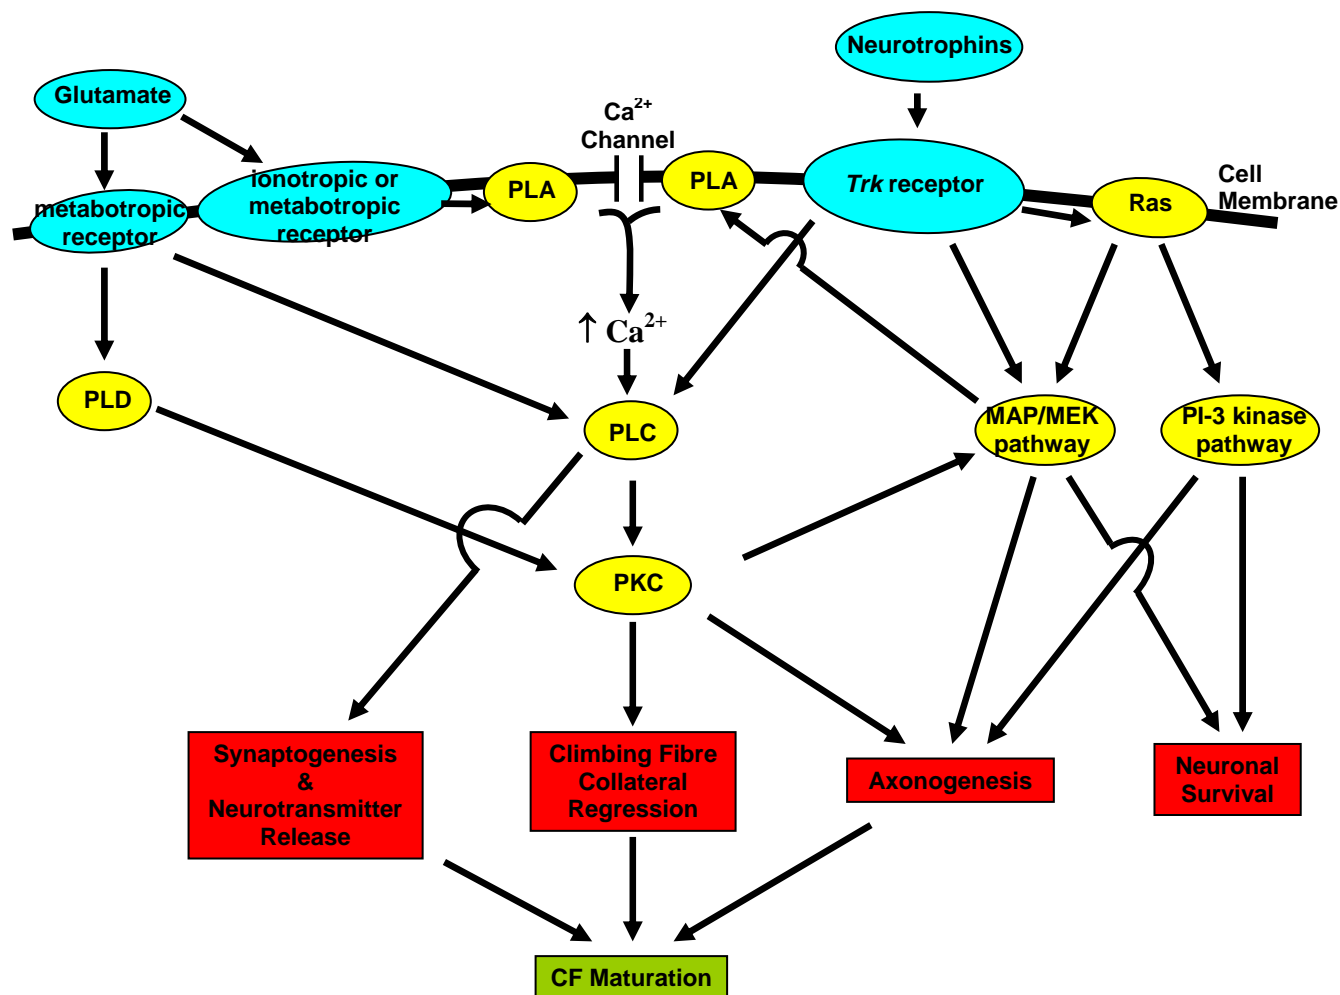 Neurotrophins
Glutamate
Ca²⁺
Channel
ionotropic or
metabotropic
receptor
PLA
PLA
Trk receptor
Ras
Cell
Membrane
metabotropic
receptor
↑ Ca²⁺
PLD
PLC
MAP/MEK
pathway
PI-3 kinase
pathway
PKC
Synaptogenesis
&
Neurotransmitter
Release
Climbing Fibre
Collateral
Regression
Axonogenesis
Neuronal
Survival
CF Maturation